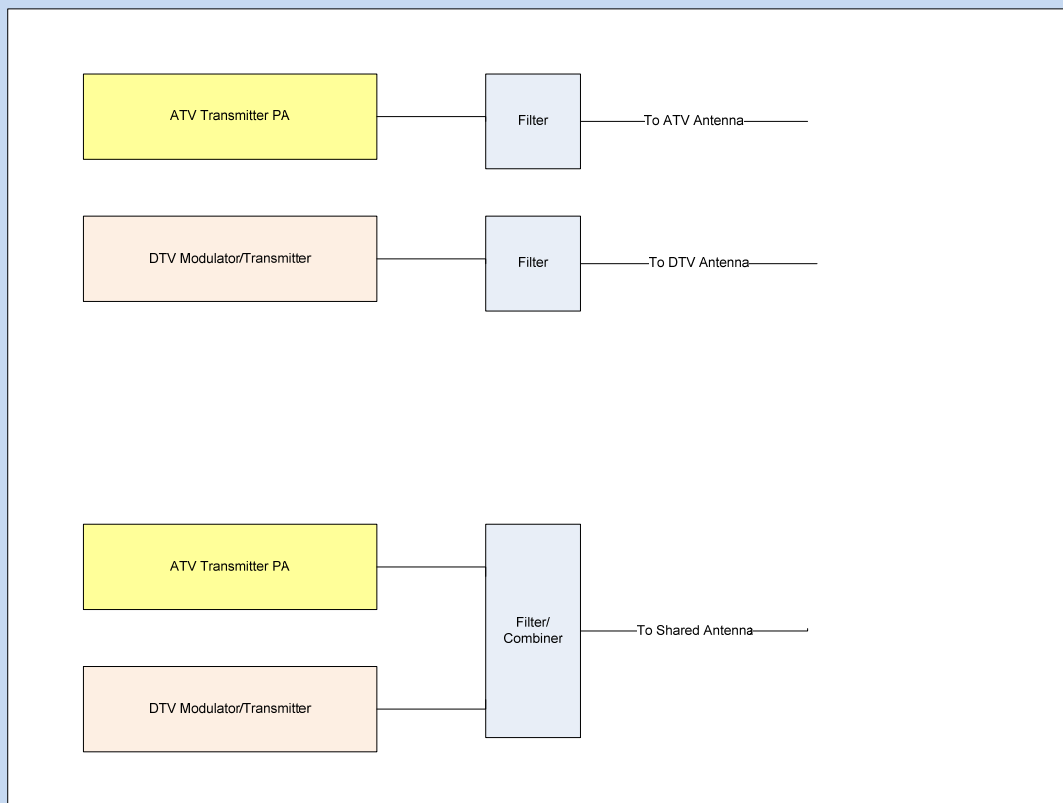 ATV Transmitter PA
Filter
To ATV Antenna
DTV Modulator/Transmitter
Filter
To DTV Antenna
ATV Transmitter PA
Filter/
Combiner
To Shared Antenna
DTV Modulator/Transmitter